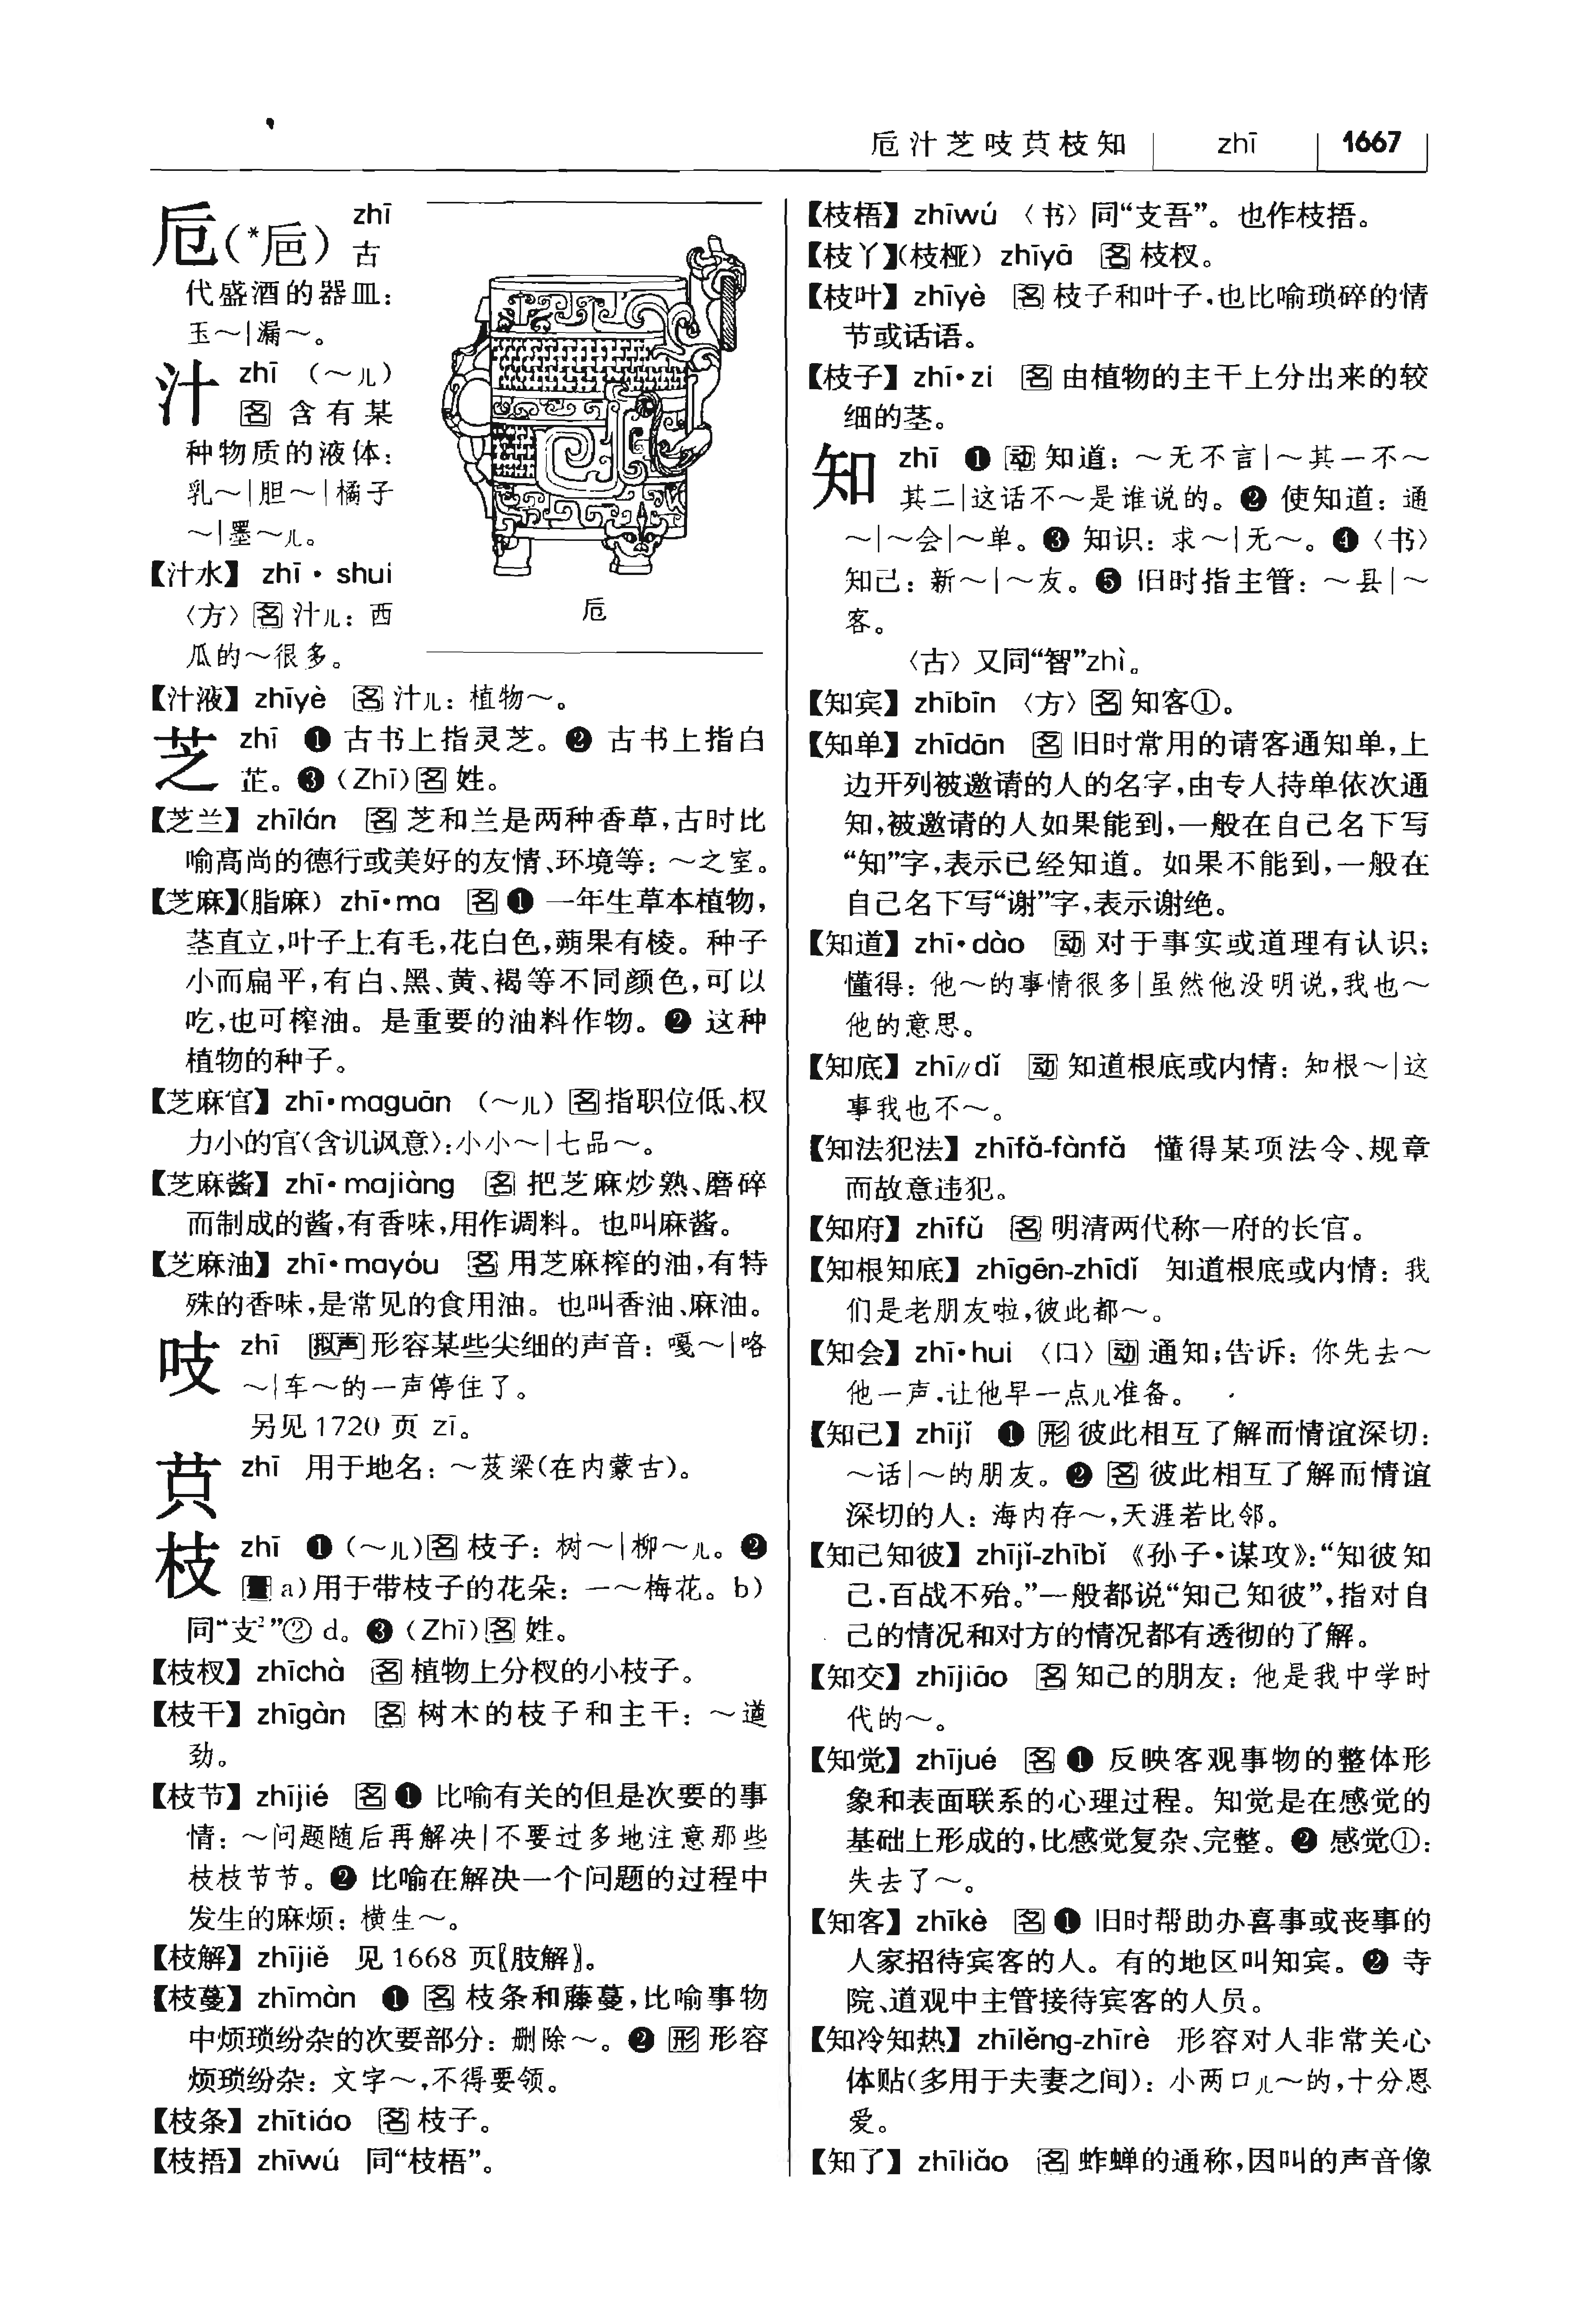 卮汁芝吱茋枝知 zhī 1667
卮(*巵) zhī 古
代盛酒的器皿：
玉～|漏～。
汁 zhī （～儿）
名 含有某
种物质的液体：
乳～|胆～|橘子
～|墨～儿。
【汁水】 zhī·shui
〈方〉名 汁儿：西
瓜的～很多。
卮
【汁液】 zhīyè 名 汁儿：植物～。
芝 zhī ❶ 古书上指灵芝。❷ 古书上指白
芷。❸（Zhī）名 姓。
【芝兰】 zhīlán 名 芝和兰是两种香草，古时比
喻高尚的德行或美好的友情、环境等：～之室。
【芝麻】(脂麻) zhī·ma 名 ❶ 一年生草本植物，
茎直立，叶子上有毛，花白色，蒴果有棱。种子
小而扁平，有白、黑、黄、褐等不同颜色，可以
吃，也可榨油。是重要的油料作物。❷ 这种
植物的种子。
【芝麻官】 zhī·maguān （～儿）名 指职位低、权
力小的官(含讥讽意)：小小～|七品～。
【芝麻酱】 zhī·majiàng 名 把芝麻炒熟、磨碎
而制成的酱，有香味，用作调料。也叫麻酱。
【芝麻油】 zhī·mayóu 名 用芝麻榨的油，有特
殊的香味，是常见的食用油。也叫香油、麻油。
吱 zhī 拟声 形容某些尖细的声音：嘎～|咯
～|车～的一声停住了。
另见 1720 页 zī。
zhī 用于地名：～芨梁(在内蒙古)。
枝 zhī ❶（～儿）名 枝子：树～|柳～儿。❷
量 a) 用于带枝子的花朵：一～梅花。b)
同“支²”② d。❸（Zhī）名 姓。
【枝杈】 zhīchà 名 植物上分杈的小枝子。
【枝干】 zhīgàn 名 树木的枝子和主干：～遒
劲。
【枝节】 zhījié 名 ❶ 比喻有关的但是次要的事
情：～问题随后再解决|不要过多地注意那些
枝枝节节。❷ 比喻在解决一个问题的过程中
发生的麻烦：横生～。
【枝解】 zhījiě 见 1668 页〖肢解〗。
【枝蔓】 zhīmàn ❶ 名 枝条和藤蔓，比喻事物
中烦琐纷杂的次要部分：删除～。❷ 形 形容
烦琐纷杂：文字～，不得要领。
【枝条】 zhītiáo 名 枝子。
【枝捂】 zhīwú 同“枝梧”。
【枝梧】 zhīwú 〈书〉同“支吾”。也作枝捂。
【枝丫】(枝桠) zhīyā 名 枝杈。
【枝叶】 zhīyè 名 枝子和叶子，也比喻琐碎的情
节或话语。
【枝子】 zhī·zi 名 由植物的主干上分出来的较
细的茎。
知 zhī ❶ 动 知道：～无不言|～其一不～
其二|这话不～是谁说的。❷ 使知道：通
～|～会|～单。❸ 知识：求～|无～。❹〈书〉
知己：新～|～友。❺ 旧时指主管：～县|～
客。
〈古〉又同“智”zhì。
【知宾】 zhībīn 〈方〉名 知客①。
【知单】 zhīdān 名 旧时常用的请客通知单，上
边开列被邀请的人的名字，由专人持单依次通
知，被邀请的人如果能到，一般在自己名下写
“知”字，表示已经知道。如果不能到，一般在
自己名下写“谢”字，表示谢绝。
【知道】 zhī·dào 动 对于事实或道理有认识；
懂得：他～的事情很多|虽然他没明说，我也～
他的意思。
【知底】 zhī∥dǐ 动 知道根底或内情：知根～|这
事我也不～。
【知法犯法】 zhīfǎ-fànfǎ 懂得某项法令、规章
而故意违犯。
【知府】 zhīfǔ 名 明清两代称一府的长官。
【知根知底】 zhīgēn-zhīdǐ 知道根底或内情：我
们是老朋友啦，彼此都～。
【知会】 zhī·hui 〈口〉动 通知；告诉：你先去～
他一声，让他早一点儿准备。
【知己】 zhījǐ ❶ 形 彼此相互了解而情谊深切：
～话|～的朋友。❷ 名 彼此相互了解而情谊
深切的人：海内存～，天涯若比邻。
【知己知彼】 zhījǐ-zhībǐ 《孙子·谋攻》：“知彼知
己，百战不殆。”一般都说“知己知彼”，指对自
己的情况和对方的情况都有透彻的了解。
【知交】 zhījiāo 名 知己的朋友：他是我中学时
代的～。
【知觉】 zhījué 名 ❶ 反映客观事物的整体形
象和表面联系的心理过程。知觉是在感觉的
基础上形成的，比感觉复杂、完整。❷ 感觉①：
失去了～。
【知客】 zhīkè 名 ❶ 旧时帮助办喜事或丧事的
人家招待宾客的人。有的地区叫知宾。❷ 寺
院、道观中主管接待宾客的人员。
【知冷知热】 zhīlěng-zhīrè 形容对人非常关心
体贴(多用于夫妻之间)：小两口儿～的，十分恩
爱。
【知了】 zhīliǎo 名 蚱蝉的通称，因叫的声音像